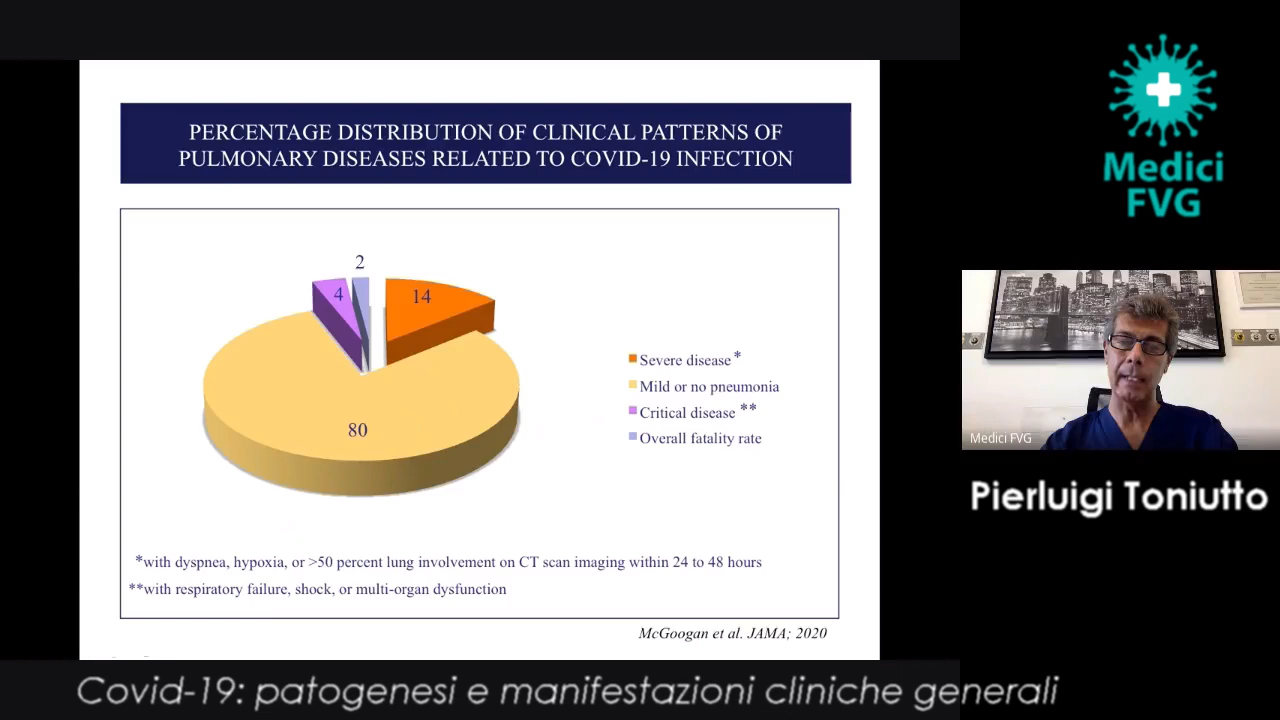 PERCENTAGE DISTRIBUTION OF CLINICAL PATTERNS OF
PULMONARY DISEASES RELATED TO COVID-19 INFECTION
2
4
14
80
Severe disease *
Mild or no pneumonia
Critical disease **
Overall fatality rate
*with dyspnea, hypoxia, or >50 percent lung involvement on CT scan imaging within 24 to 48 hours
**with respiratory failure, shock, or multi-organ dysfunction
McGoogan et al. JAMA; 2020
Medici
FVG
Medici FVG
Pierluigi Toniutto
Covid-19: patogenesi e manifestazioni cliniche generali